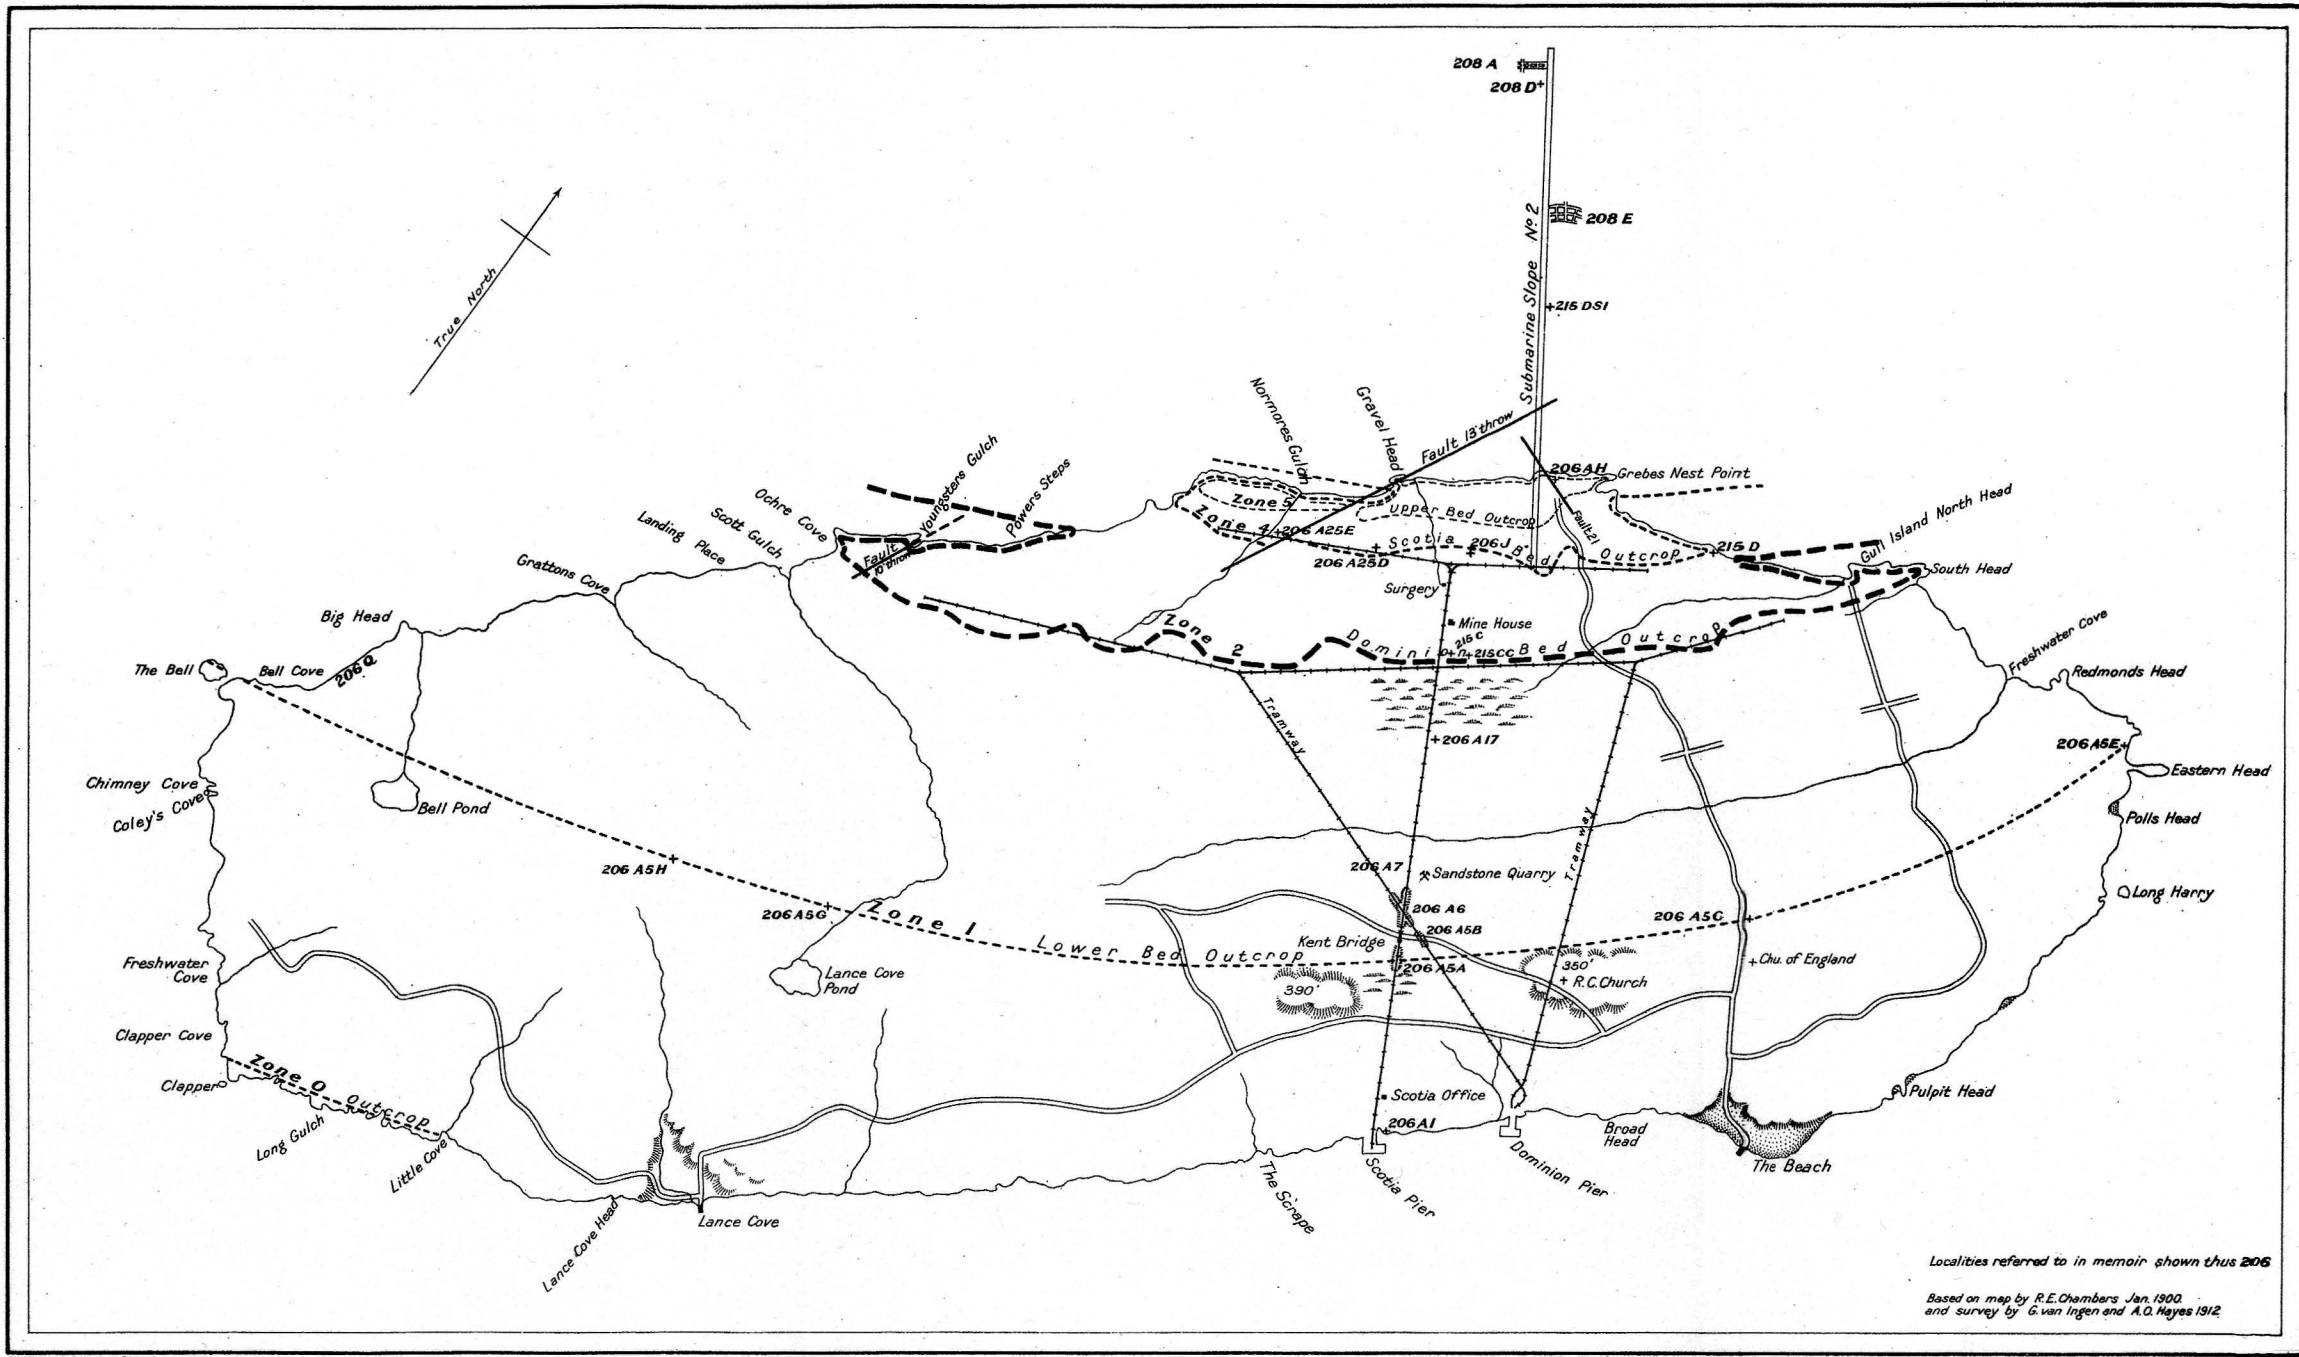 208 A
208 D
Submarine Slope Nº 2
208 E
True North
215 DS1
Normores Gulch
Gravel Head
Fault 13' throw
206 AH
Grebes Nest Point
Youngsters Gulch
Powers Steps
Ochre Cove
Scott Gulch
Landing Place
Grattons Cove
Fault
10' throw
Zone 5
Upper Bed Outcrop
Zone 4
206 A25E
Scotia Bed Outcrop
206 J
Fault 21
215 D
206 A25D
Gull Island North Head
South Head
Surgery
Big Head
Mine House
215 C
215 CC
Zone 2 Dominion Bed Outcrop
Freshwater Cove
The Bell
Bell Cove
206 Q
Redmonds Head
Tramway
206 A17
206 A5E
Eastern Head
Chimney Cove
Coley's Cove
Bell Pond
Tramway
Polls Head
206 A5H
206 A7
Sandstone Quarry
Long Harry
206 A5G
206 A6
206 A5C
206 A5B
Zone 1 Lower Bed Outcrop
Kent Bridge
Freshwater
Cove
Lance Cove
Pond
206 A5A
350'
R.C. Church
Chu. of England
390'
Clapper Cove
Zone 0 Outcrop
Clapper
Long Gulch
Little Cove
Scotia Office
206 A1
Broad
Head
Pulpit Head
The Beach
Lance Cove Head
Lance Cove
The Scrape
Scotia Pier
Dominion Pier
Localities referred to in memoir shown thus 206
Based on map by R.E. Chambers Jan. 1900.
and survey by G. van Ingen and A.O. Hayes 1912